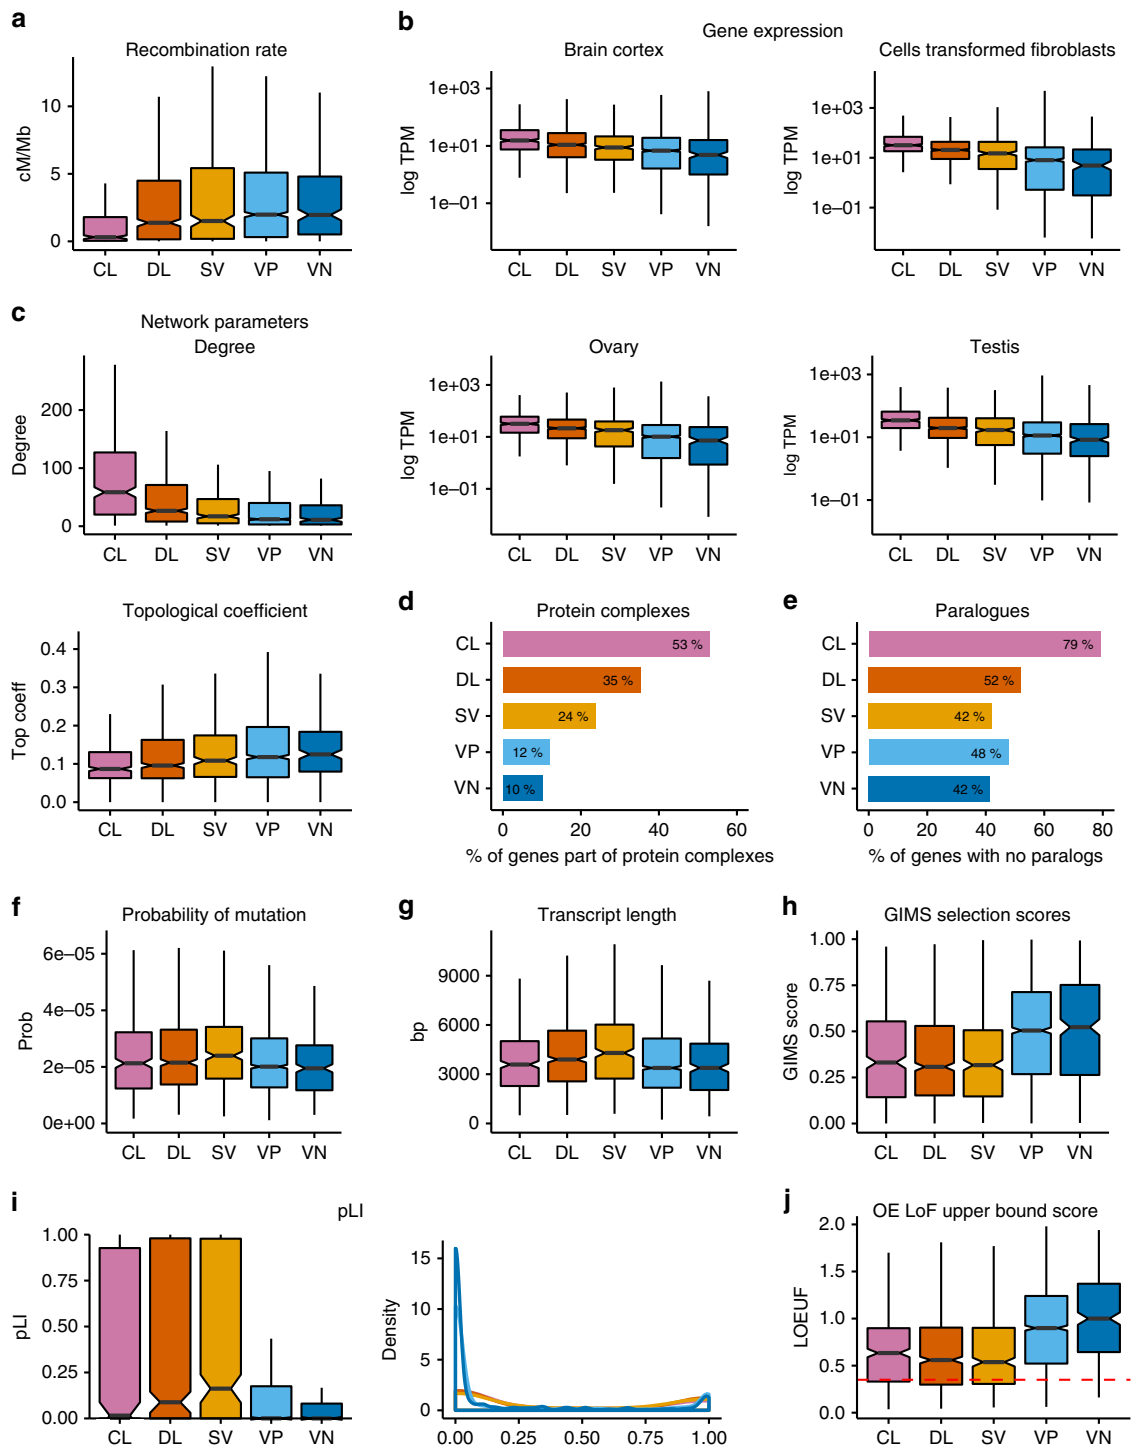 a
Recombination rate
10
5
0
cM/Mb
CL DL SV VP VN
b
Gene expression
Brain cortex
1e+03
1e+01
1e−01
log TPM
CL DL SV VP VN
Cells transformed fibroblasts
1e+03
1e+01
1e−01
log TPM
CL DL SV VP VN
c
Network parameters
Degree
200
100
0
Degree
CL DL SV VP VN
Ovary
1e+03
1e+01
1e−01
log TPM
CL DL SV VP VN
Testis
1e+03
1e+01
1e−01
log TPM
CL DL SV VP VN
Topological coefficient
0.4
0.3
0.2
0.1
0.0
Top coeff
CL DL SV VP VN
d
Protein complexes
CL 53 %
DL 35 %
SV 24 %
VP 12 %
VN 10 %
0 20 40 60
% of genes part of protein complexes
e
Paralogues
CL 79 %
DL 52 %
SV 42 %
VP 48 %
VN 42 %
0 20 40 60 80
% of genes with no paralogs
f
Probability of mutation
6e−05
4e−05
2e−05
0e+00
Prob
CL DL SV VP VN
g
Transcript length
9000
6000
3000
0
bp
CL DL SV VP VN
h
GIMS selection scores
1.00
0.75
0.50
0.25
0.00
GIMS score
CL DL SV VP VN
i
pLI
1.00
0.75
0.50
0.25
0.00
pLI
CL DL SV VP VN
15
10
5
0
Density
0.00 0.25 0.50 0.75 1.00
j
OE LoF upper bound score
2.0
1.5
1.0
0.5
0.0
LOEUF
CL DL SV VP VN